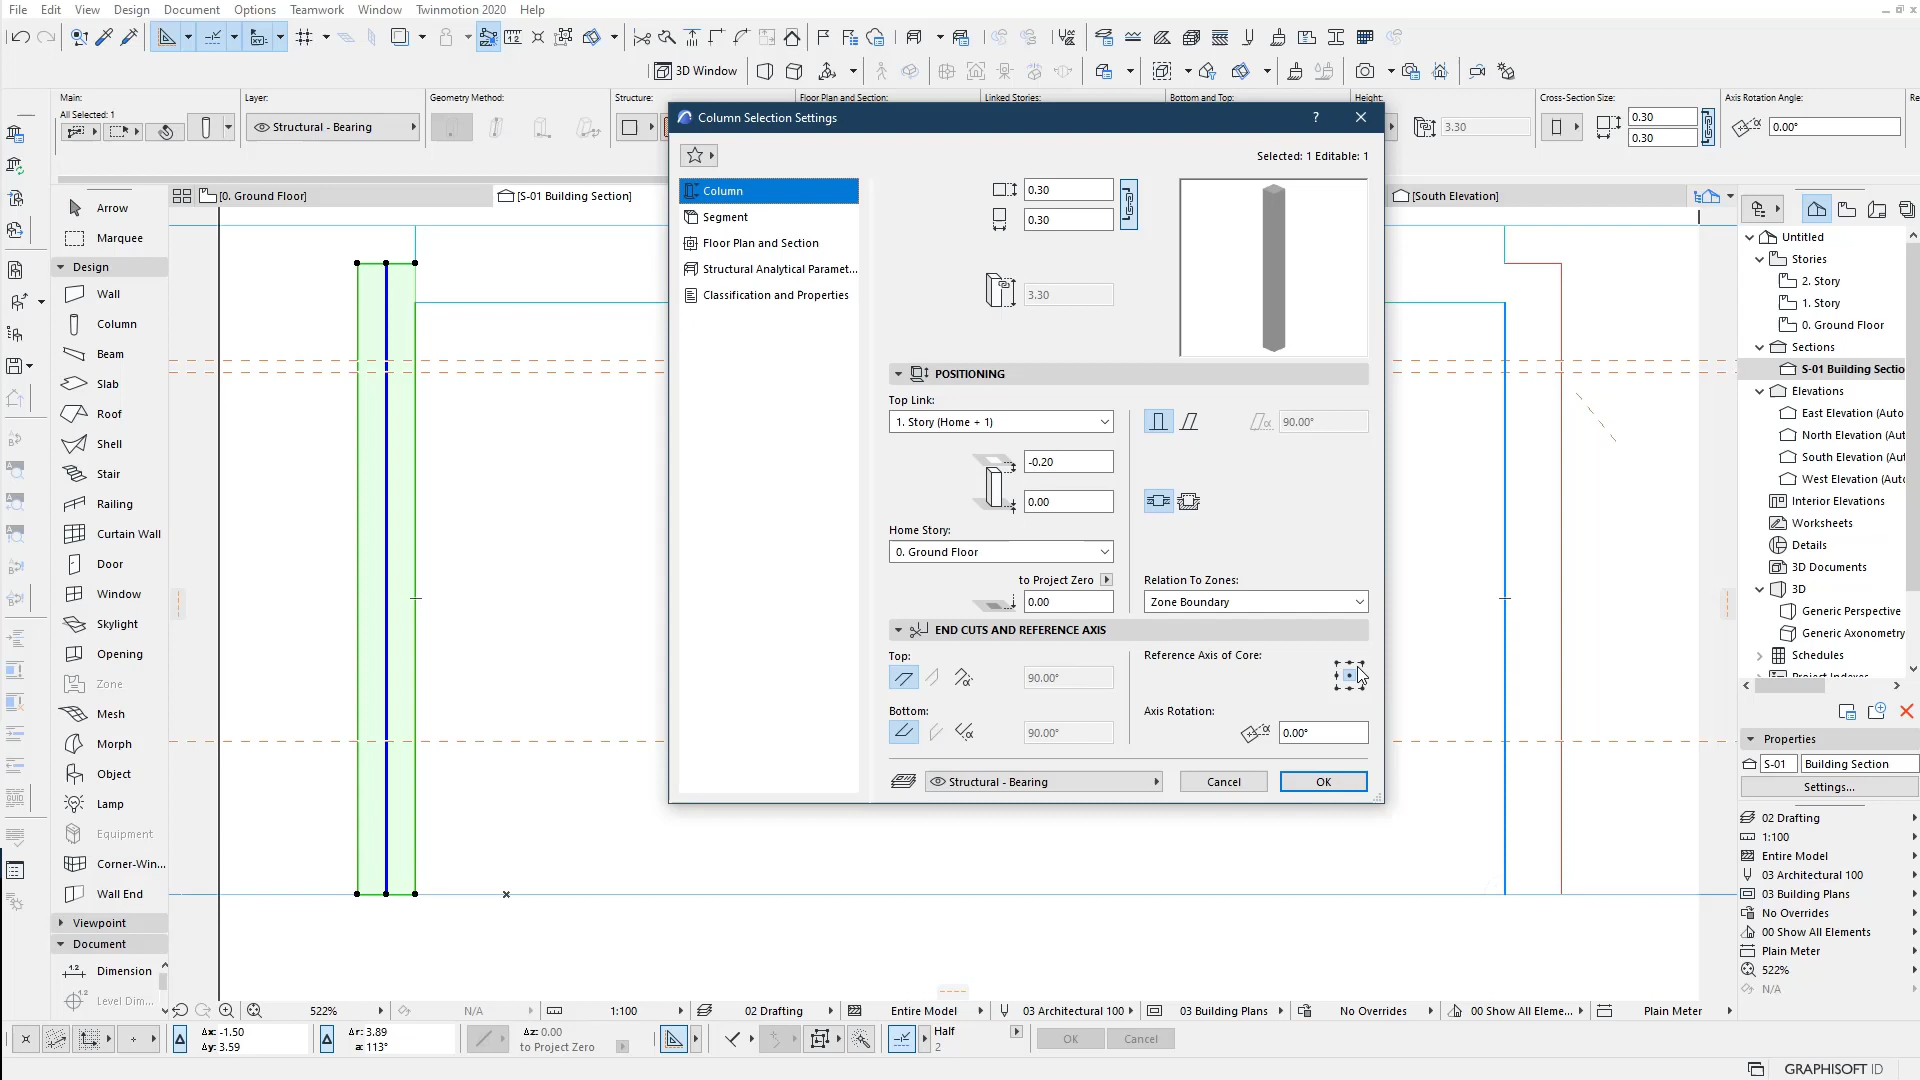 File Edit View Design Document Options Teamwork Window Twinmotion 2020 Help
3D Window
Main: Layer: Geometry Method: Structure: Floor Plan and Section: Linked Stories: Bottom and Top: Height: Cross-Section Size: Axis Rotation Angle: Re
All Selected: 1
Structural - Bearing
3.30
0.30
0.30
0.00°
[0. Ground Floor]
[S-01 Building Section]
[South Elevation]
Arrow
Marquee
Design
Wall
Column
Beam
Slab
Roof
Shell
Stair
Railing
Curtain Wall
Door
Window
Skylight
Opening
Zone
Mesh
Morph
Object
Lamp
Equipment
Corner-Win...
Wall End
Viewpoint
Document
1.2 Dimension
1.2 Level Dim...
Column Selection Settings
?
Selected: 1 Editable: 1
Column
Segment
Floor Plan and Section
Structural Analytical Paramet...
Classification and Properties
0.30
0.30
3.30
POSITIONING
Top Link:
1. Story (Home + 1)
90.00°
-0.20
0.00
Home Story:
0. Ground Floor
to Project Zero
0.00
Relation To Zones:
Zone Boundary
END CUTS AND REFERENCE AXIS
Top:
90.00°
Reference Axis of Core:
Bottom:
90.00°
Axis Rotation:
0.00°
Structural - Bearing
Cancel
OK
Untitled
Stories
2. Story
1. Story
0. Ground Floor
Sections
S-01 Building Sectio
Elevations
East Elevation (Auto
North Elevation (Aut
South Elevation (Aut
West Elevation (Auto
Interior Elevations
Worksheets
Details
3D Documents
3D
Generic Perspective
Generic Axonometry
Schedules
Project Indexes
Properties
S-01 Building Section
Settings...
02 Drafting
1:100
Entire Model
03 Architectural 100
03 Building Plans
No Overrides
00 Show All Elements
Plain Meter
522%
N/A
522% N/A 1:100 02 Drafting Entire Model 03 Architectural 100 03 Building Plans No Overrides 00 Show All Eleme... Plain Meter
Δx: -1.50
Δy: 3.59
Δr: 3.89
a: 113°
Δz: 0.00
to Project Zero
Half
2
OK
Cancel
GRAPHISOFT ID